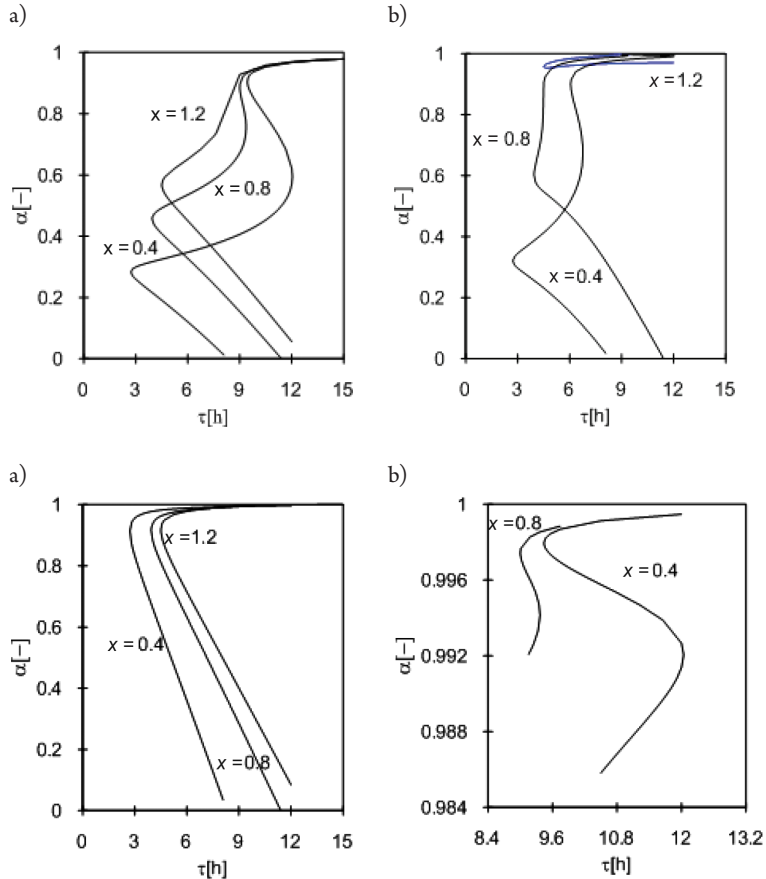 a)
1
0.8
0.6
0.4
0.2
0
α[–]
x = 1.2
x = 0.8
x = 0.4
0 3 6 9 12 15
τ[h]
b)
1
0.8
0.6
0.4
0.2
0
α[–]
x = 1.2
x = 0.8
x = 0.4
0 3 6 9 12 15
τ[h]
a)
1
0.8
0.6
0.4
0.2
0
α[–]
x = 1.2
x = 0.4
x = 0.8
0 3 6 9 12 15
τ[h]
b)
1
0.996
0.992
0.988
0.984
α[–]
x = 0.8
x = 0.4
8.4 9.6 10.8 12 13.2
τ[h]